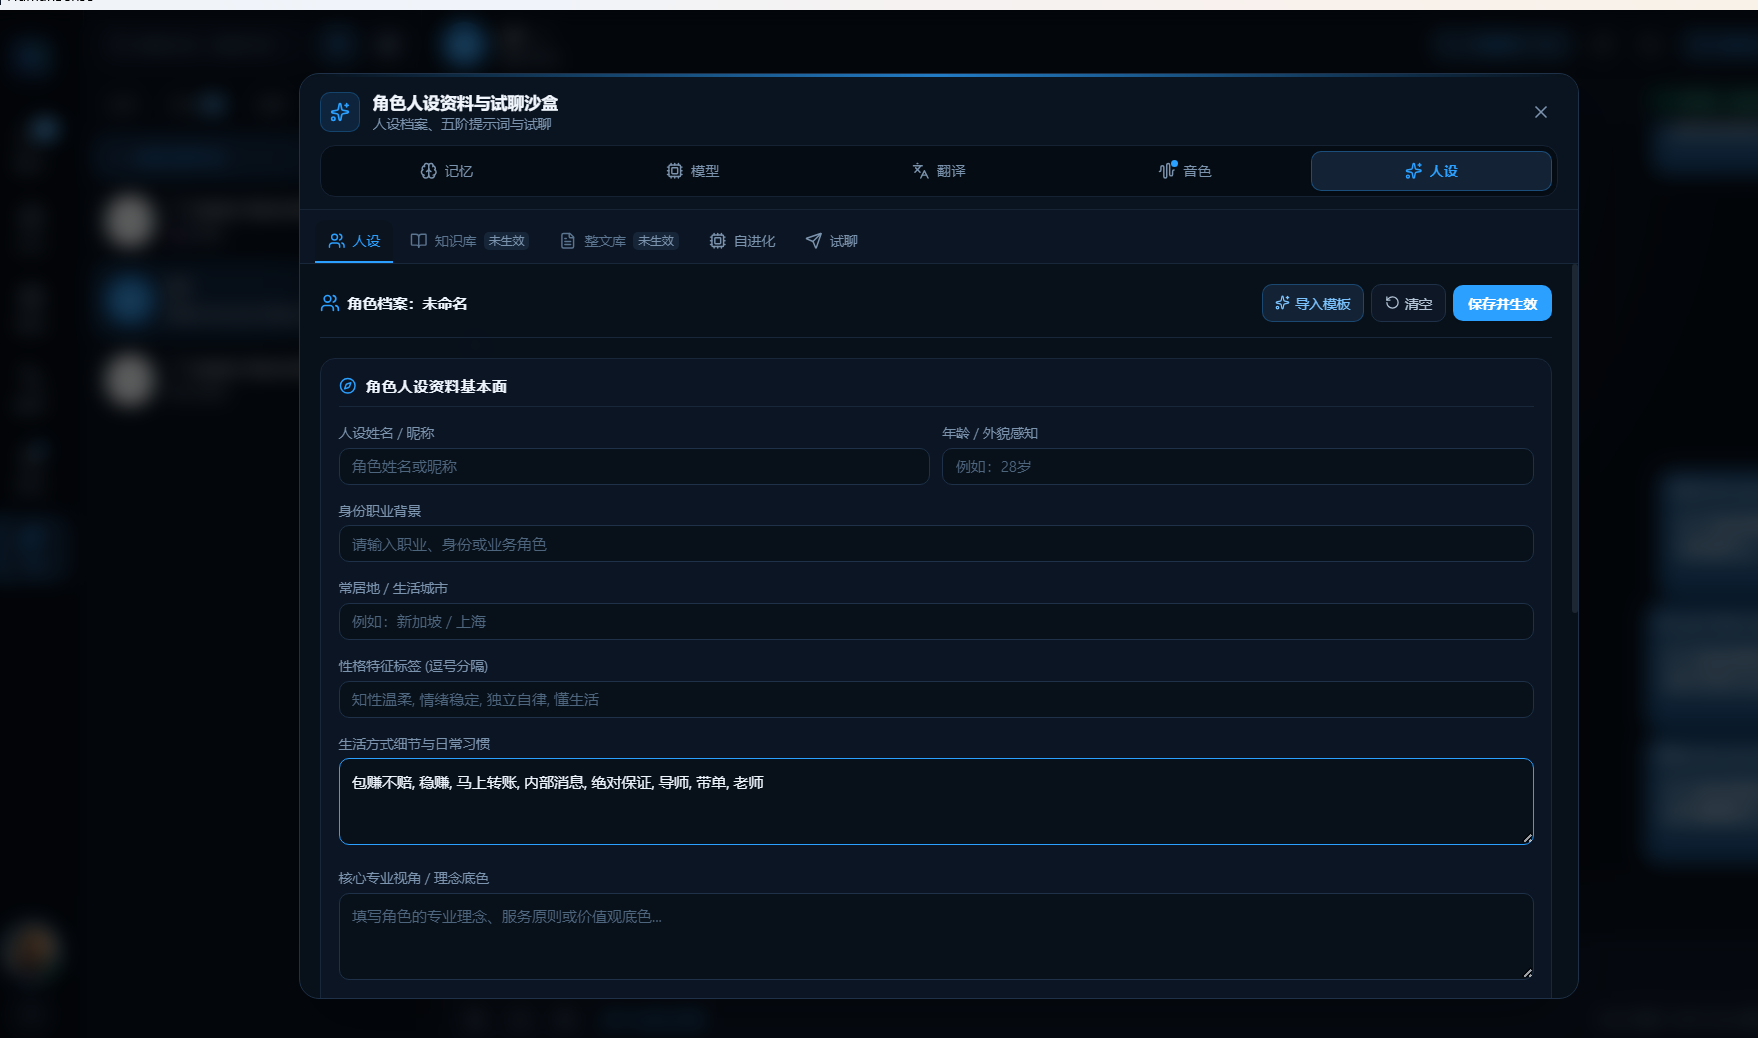 角色人设资料与试聊沙盒
人设档案、五阶提示词与试聊
记忆
模型
翻译
音色
人设
人设
知识库 未生效
整文库 未生效
自进化
试聊
角色档案：未命名
导入模板
清空
保存并生效
角色人设资料基本面
人设姓名 / 昵称
年龄 / 外貌感知
角色姓名或昵称
例如：28岁
身份职业背景
请输入职业、身份或业务角色
常居地 / 生活城市
例如：新加坡 / 上海
性格特征标签 (逗号分隔)
知性温柔, 情绪稳定, 独立自律, 懂生活
生活方式细节与日常习惯
包赚不赔, 稳赚, 马上转账, 内部消息, 绝对保证, 导师, 带单, 老师
核心专业视角 / 理念底色
填写角色的专业理念、服务原则或价值观底色...